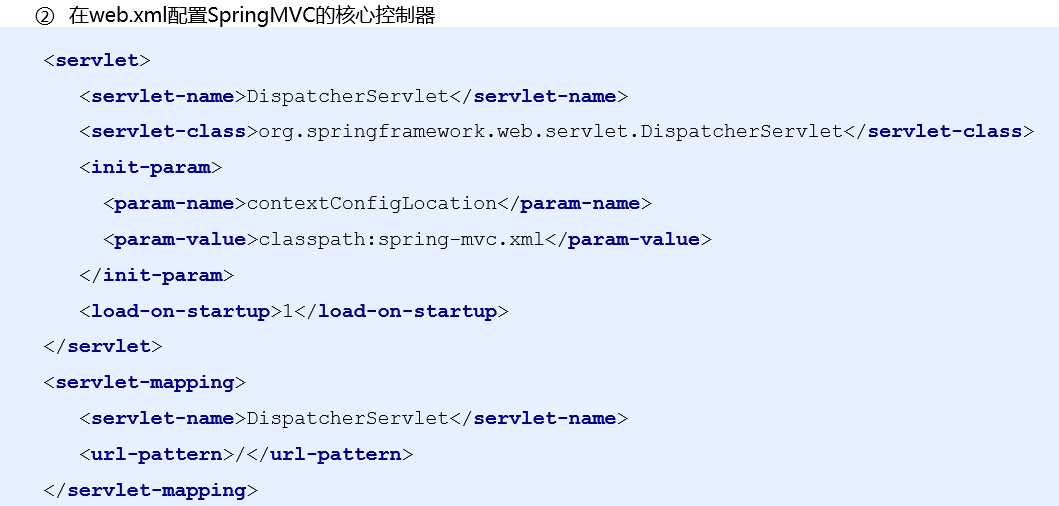 ② 在web.xml配置SpringMVC的核心控制器
<servlet>
<servlet-name>DispatcherServlet</servlet-name>
<servlet-class>org.springframework.web.servlet.DispatcherServlet</servlet-class>
<init-param>
<param-name>contextConfigLocation</param-name>
<param-value>classpath:spring-mvc.xml</param-value>
</init-param>
<load-on-startup>1</load-on-startup>
</servlet>
<servlet-mapping>
<servlet-name>DispatcherServlet</servlet-name>
<url-pattern>/</url-pattern>
</servlet-mapping>